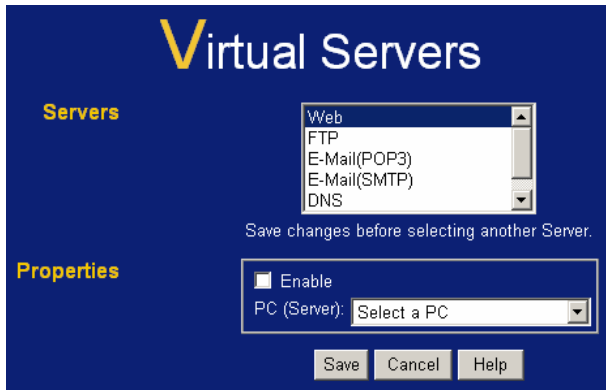 Virtual Servers
Servers
Web
FTP
E-Mail(POP3)
E-Mail(SMTP)
DNS
Save changes before selecting another Server.
Properties
Enable
PC (Server): Select a PC
Save Cancel Help